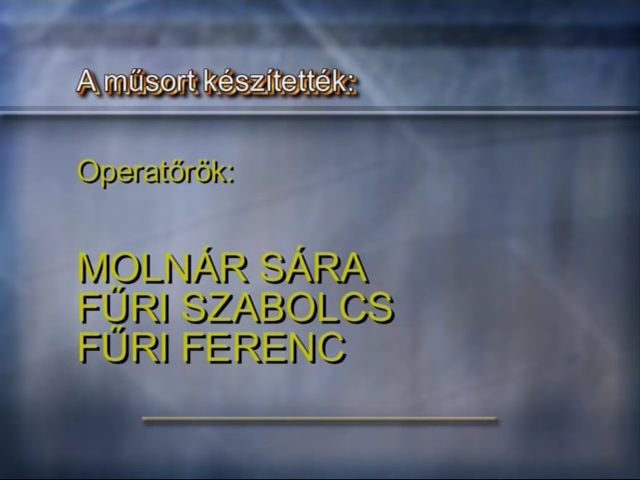 A műsort készítették:
Operatőrök:
MOLNÁR SÁRA
FŰRI SZABOLCS
FŰRI FERENC